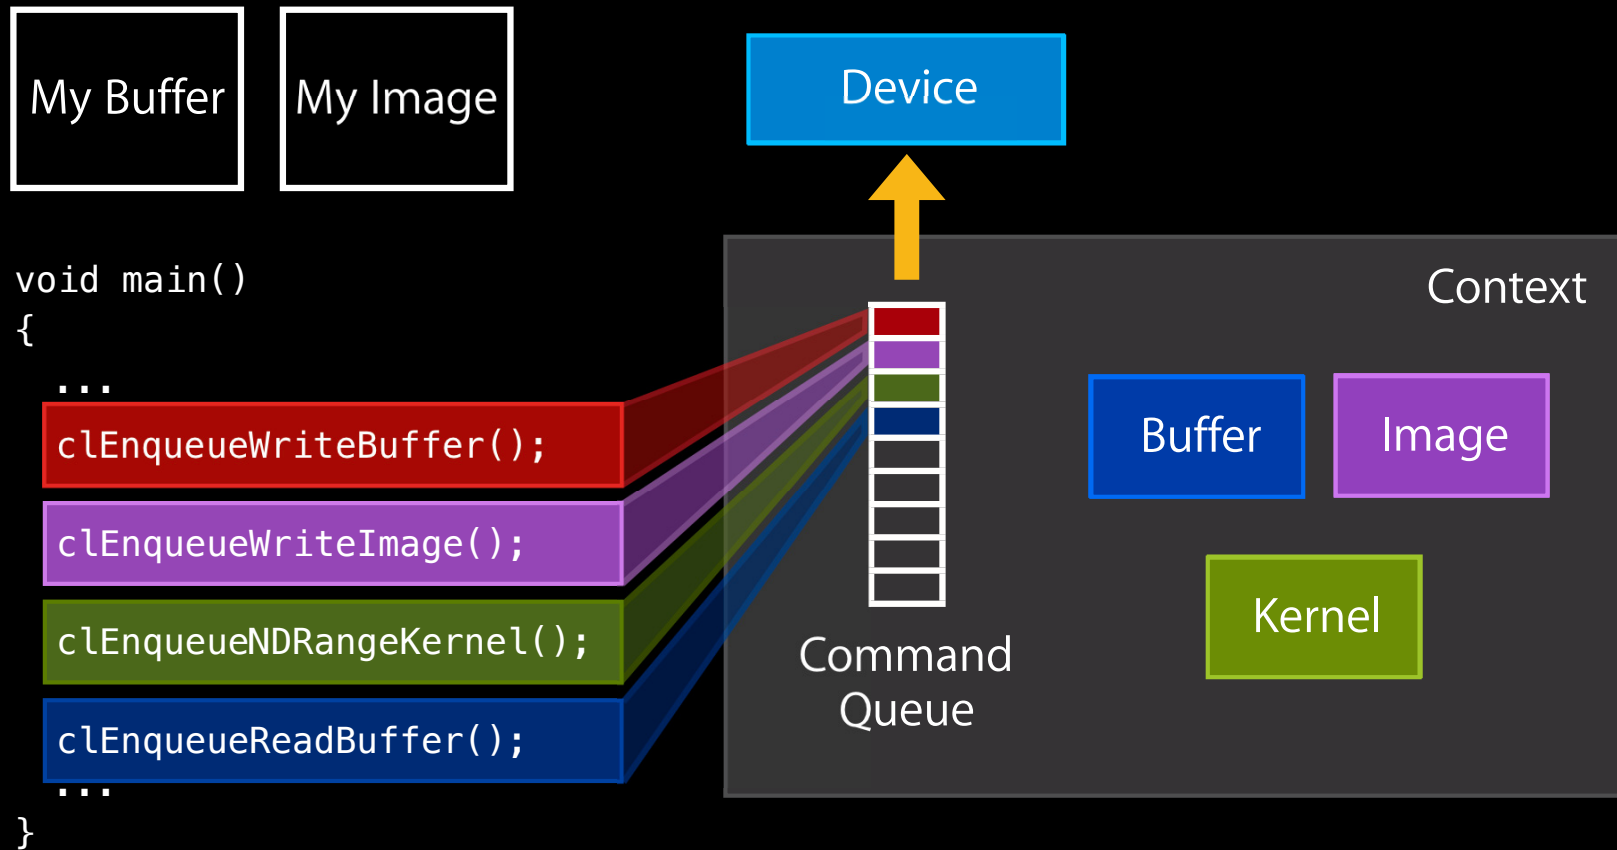 My Buffer
My Image
Device
void main()
{
...
clEnqueueWriteBuffer();
clEnqueueWriteImage();
clEnqueueNDRangeKernel();
clEnqueueReadBuffer();
...
}
Context
Buffer
Image
Kernel
Command
Queue